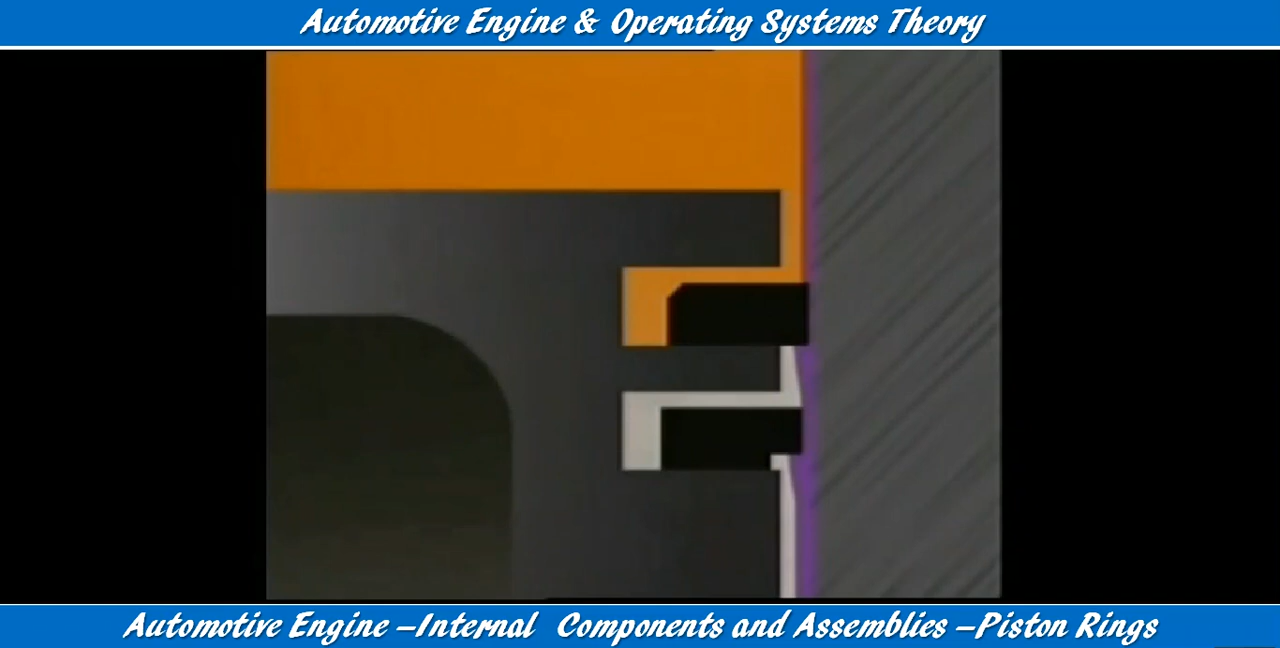 Automotive Engine & Operating Systems Theory
Automotive Engine –Internal Components and Assemblies –Piston Rings